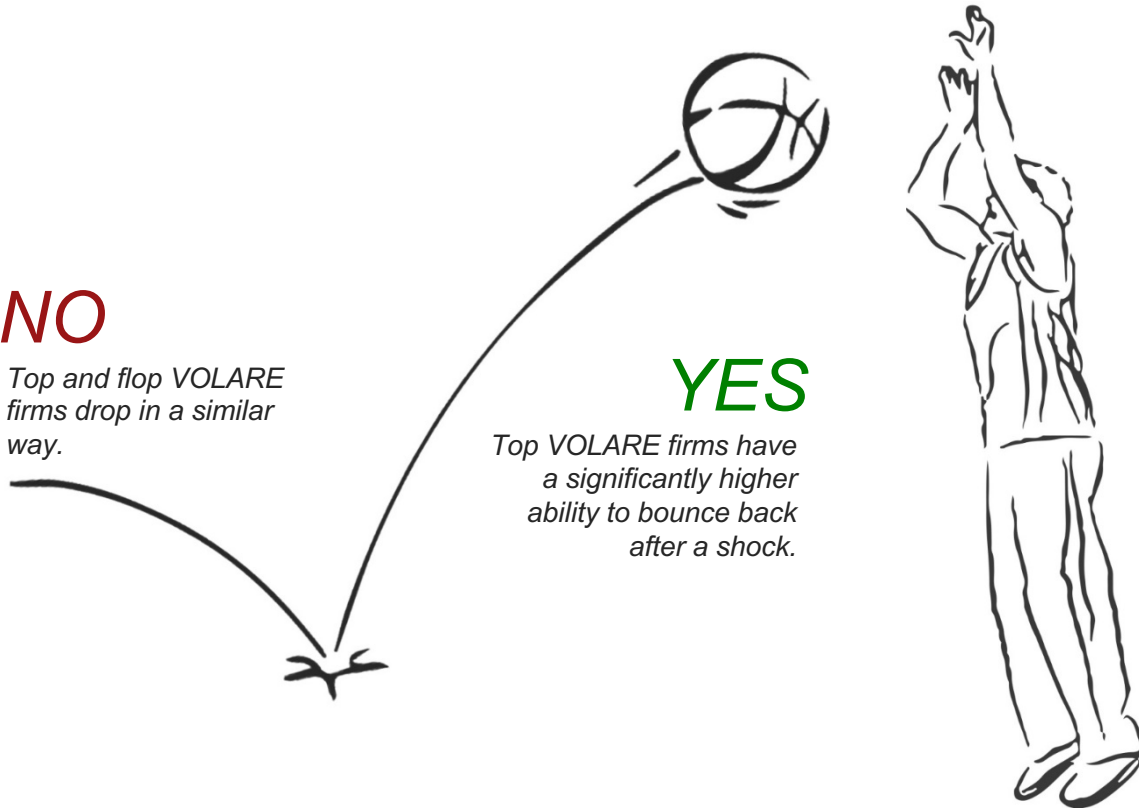 NO
Top and flop VOLARE
firms drop in a similar
way.
YES
Top VOLARE firms have
a significantly higher
ability to bounce back
after a shock.